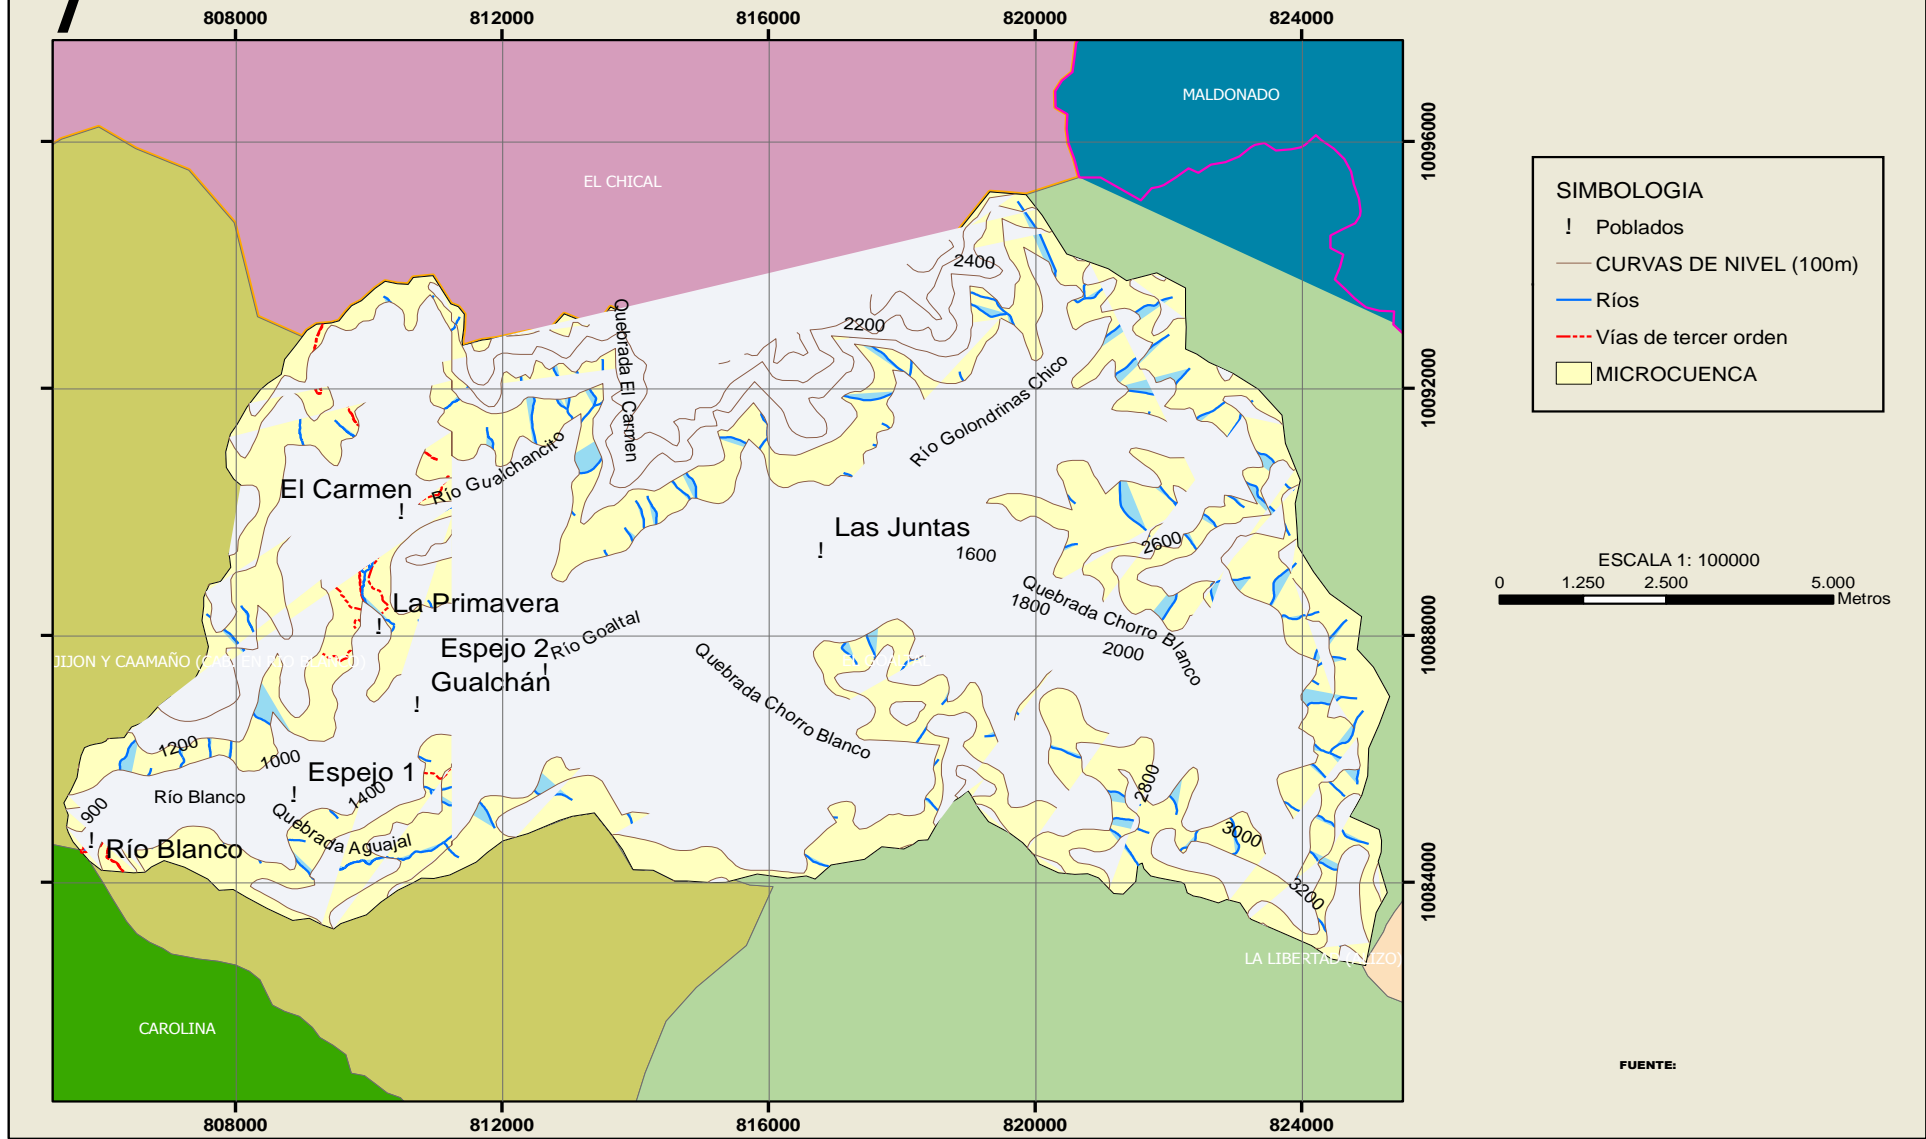 808000
812000
816000
820000
824000
MALDONADO
10096000
EL CHICAL
SIMBOLOGIA
! Poblados
CURVAS DE NIVEL (100m)
Ríos
Vías de tercer orden
MICROCUENCA
2400
2200
Quebrada El Carmen
10092000
Río Golondrinas Chico
Río Gualchancito
El Carmen
!
Las Juntas
!
1600
2600
ESCALA 1: 100000
0 1.250 2.500 5.000
Metros
Quebrada Chorro Blanco
1800
2000
La Primavera
!
10088000
Espejo 2
!
Río Goaltal
JIJON Y CAAMAÑO
Gualchán
!
Quebrada Chorro Blanco
1200
1000
Espejo 1
!
1400
2800
Río Blanco
900
Quebrada Aguajal
3000
!
Río Blanco
10084000
3200
LA LIBERTAD
CAROLINA
FUENTE:
808000
812000
816000
820000
824000